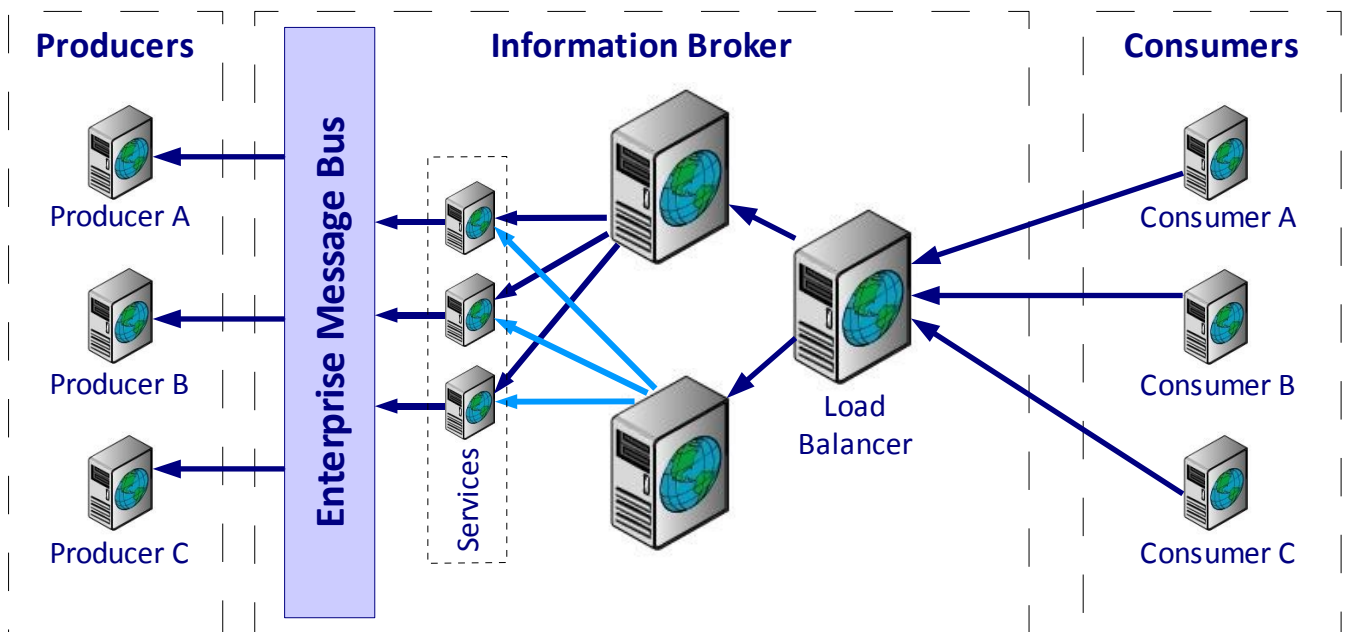 Producers
Information Broker
Consumers
Enterprise Message Bus
Producer A
Producer B
Producer C
Services
Load
Balancer
Consumer A
Consumer B
Consumer C